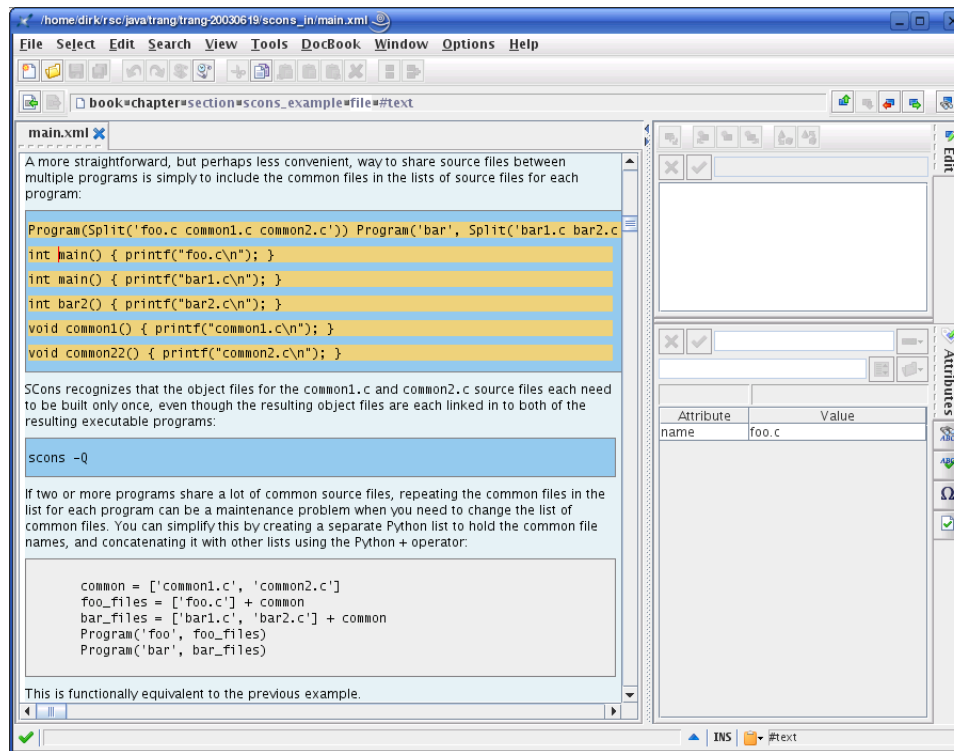 /home/dirk/rsc/java/trang/trang-20030619/scons_in/main.xml
File Select Edit Search View Tools DocBook Window Options Help
book chapter section scons_example file #text
main.xml
A more straightforward, but perhaps less convenient, way to share source files between
multiple programs is simply to include the common files in the lists of source files for each
program:
Program(Split('foo.c common1.c common2.c')) Program('bar', Split('bar1.c bar2.c
int main() { printf("foo.c\n"); }
int main() { printf("bar1.c\n"); }
int bar2() { printf("bar2.c\n"); }
void common1() { printf("common1.c\n"); }
void common22() { printf("common2.c\n"); }
SCons recognizes that the object files for the common1.c and common2.c source files each need
to be built only once, even though the resulting object files are each linked in to both of the
resulting executable programs:
scons -Q
If two or more programs share a lot of common source files, repeating the common files in the
list for each program can be a maintenance problem when you need to change the list of
common files. You can simplify this by creating a separate Python list to hold the common file
names, and concatenating it with other lists using the Python + operator:
common = ['common1.c', 'common2.c']
foo_files = ['foo.c'] + common
bar_files = ['bar1.c', 'bar2.c'] + common
Program('foo', foo_files)
Program('bar', bar_files)
This is functionally equivalent to the previous example.
Edit
Attributes
Attribute Value
name foo.c
ABC
ABC
Ω
INS #text